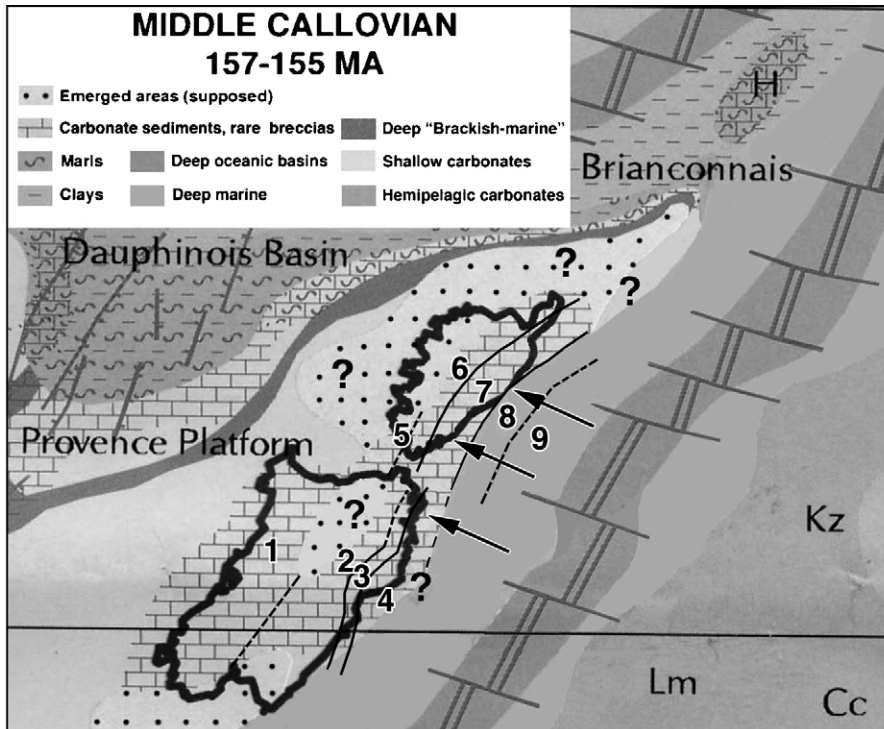 MIDDLE CALLOVIAN
157-155 MA
Emerged areas (supposed)
Carbonate sediments, rare breccias
Deep "Brackish-marine"
Marls
Deep oceanic basins
Shallow carbonates
Clays
Deep marine
Hemipelagic carbonates
H
Brianconnais
Dauphinois Basin
?
?
?
6
7
8
5
9
Provence Platform
?
1
2
3
4
?
Kz
Lm
Cc